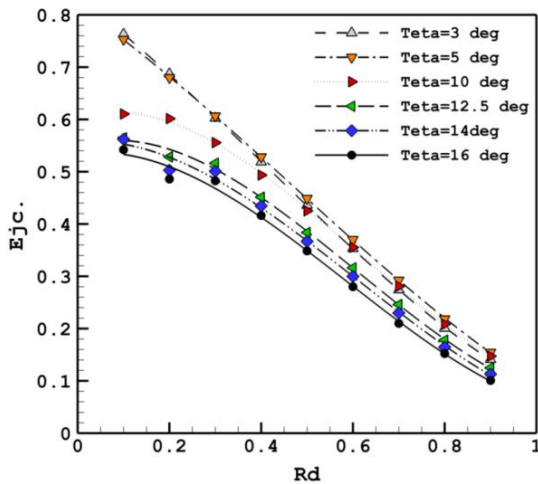 0.8
0.7
0.6
0.5
0.4
0.3
0.2
0.1
0
Ejc.
Teta=3 deg
Teta=5 deg
Teta=10 deg
Teta=12.5 deg
Teta=14deg
Teta=16 deg
0 0.2 0.4 0.6 0.8 1
Rd